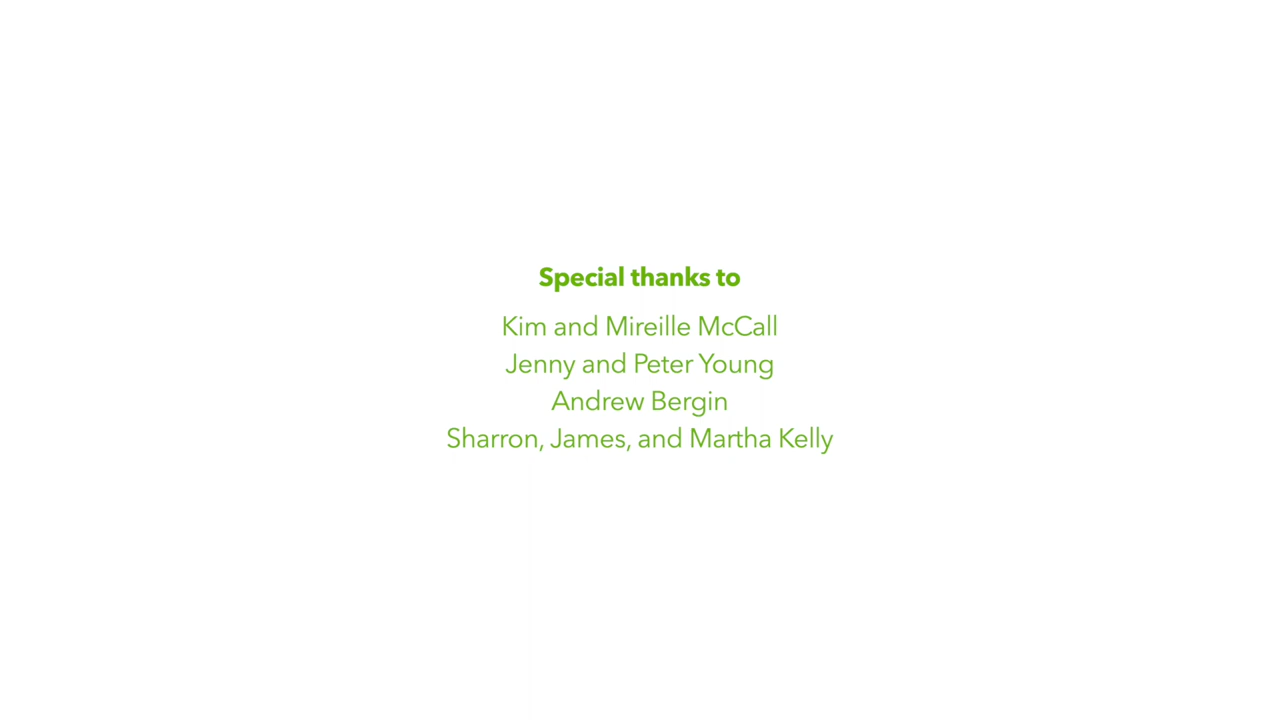 Special thanks to
Kim and Mireille McCall
Jenny and Peter Young
Andrew Bergin
Sharron, James, and Martha Kelly